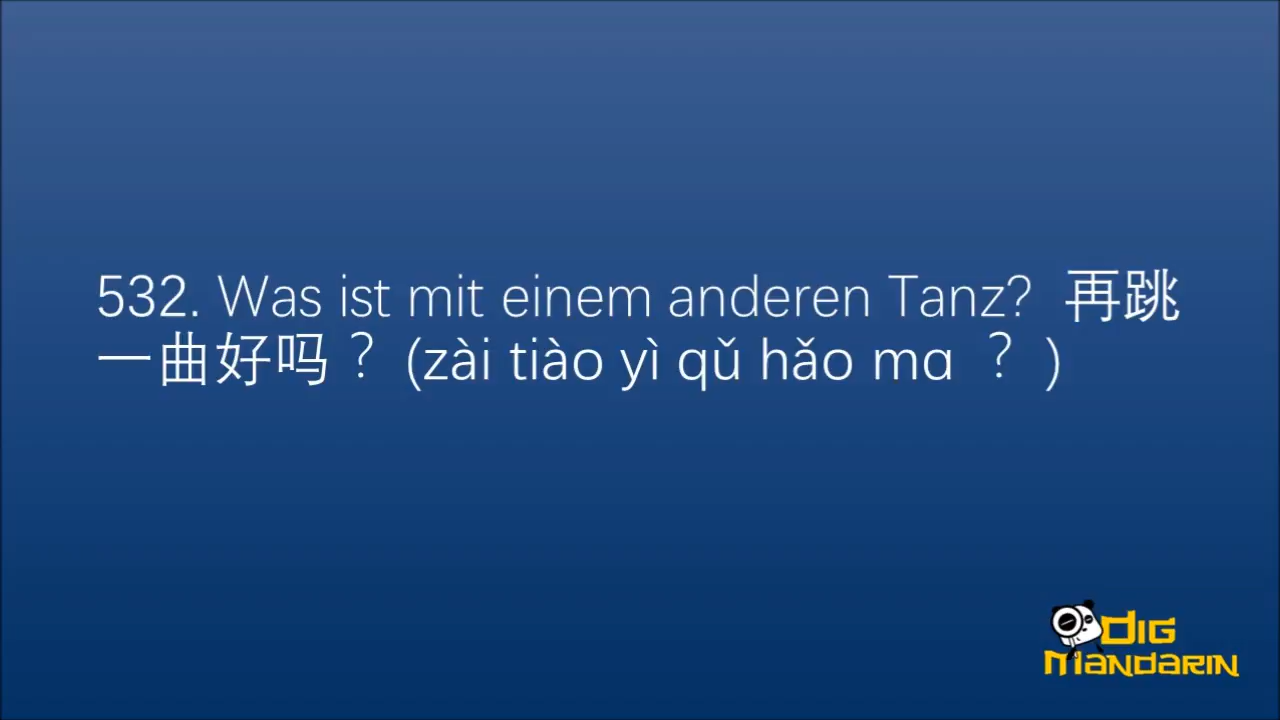 532. Was ist mit einem anderen Tanz? 再跳
一曲好吗？ (zài tiào yì qǔ hǎo mɑ ？ )
DIG
MANDARIN